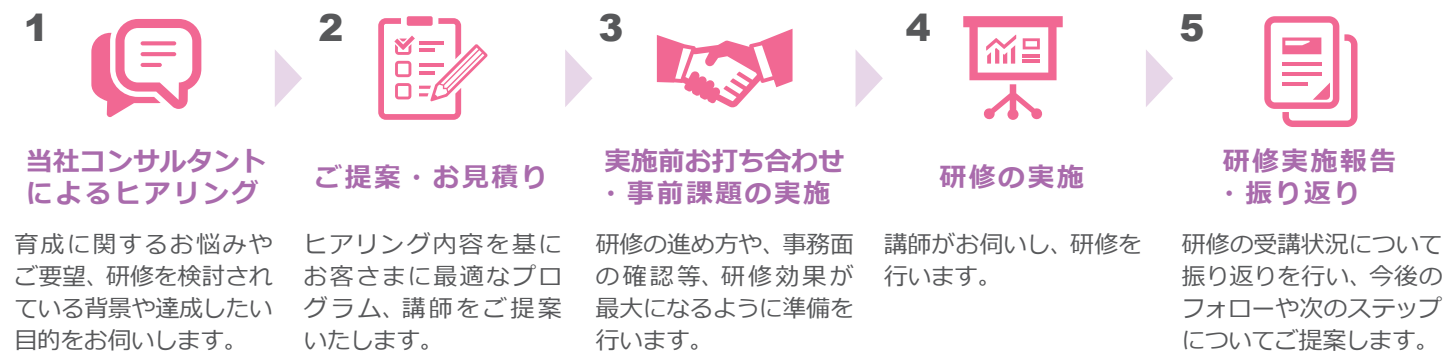 1
当社コンサルタント
によるヒアリング
育成に関するお悩みや
ご要望、研修を検討され
ている背景や達成したい
目的をお伺いします。
2
ご提案・お見積り
ヒアリング内容を基に
お客さまに最適なプロ
グラム、講師をご提案
いたします。
3
実施前お打ち合わせ
・事前課題の実施
研修の進め方や、事務面
の確認等、研修効果が
最大になるように準備を
行います。
4
研修の実施
講師がお伺いし、研修を
行います。
5
研修実施報告
・振り返り
研修の受講状況について
振り返りを行い、今後の
フォローや次のステップ
についてご提案します。